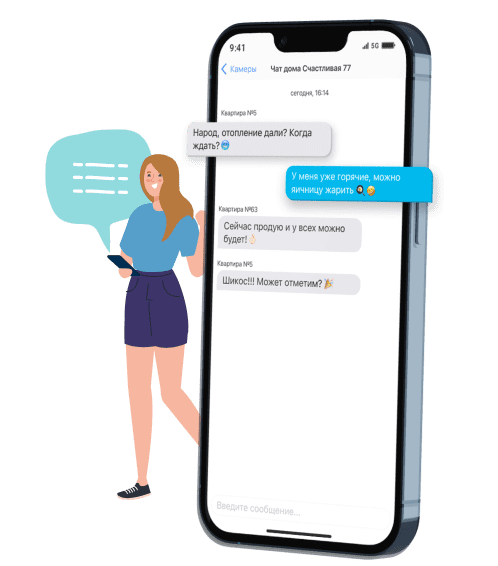 9:41
5G
Камеры
Чат дома Счастливая 77
сегодня, 16:14
Квартира №5
Народ, отопление дали? Когда
ждать?🥶
У меня уже горячие, можно
яичницу жарить 🍳😜
Квартира №63
Сейчас продую и у всех можно
будет!👌🏻
Квартира №5
Шикос!!! Может отметим?🎉
Введите сообщение...